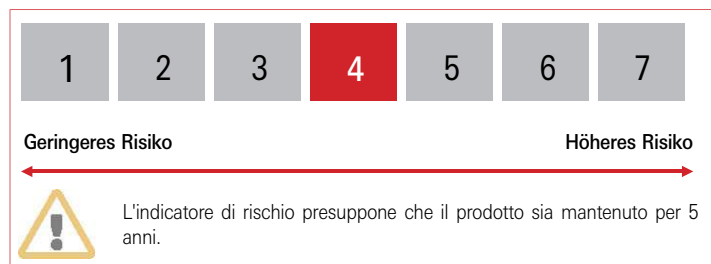 1 2 3 4 5 6 7
Geringeres Risiko Höheres Risiko
L'indicatore di rischio presuppone che il prodotto sia mantenuto per 5
anni.